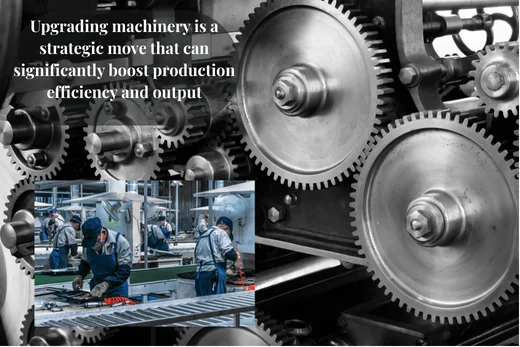 Upgrading machinery is a
strategic move that can
significantly boost production
efficiency and output